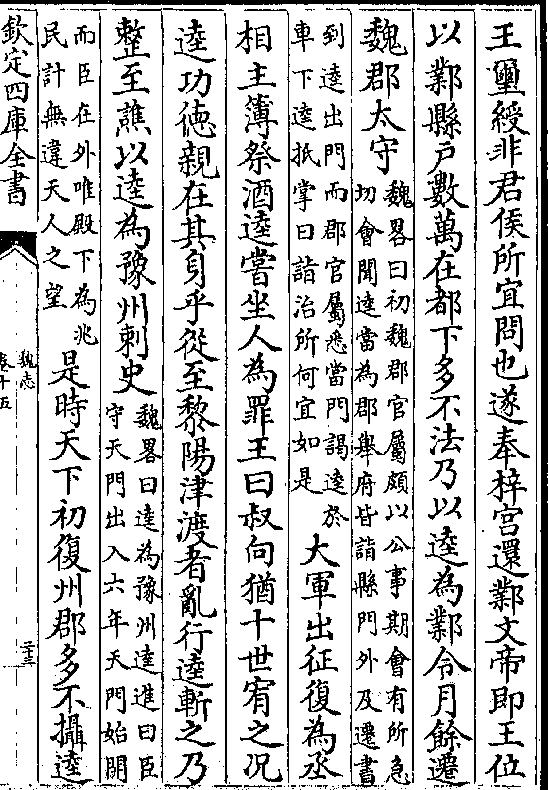 王璽綬非君侯所宜問也遂奉梓宫還鄴文帝即王位
以鄴縣戸數萬在都下多不法乃以逵為鄴令月餘遷
魏郡太守
魏畧曰初魏郡官屬頗以公事期會有所急
切會聞逵當為郡舉府皆詣縣門外及遷書
到逵出門而郡官屬悉當門謁逵於
車下逵抵掌曰詣治所何宜如是
大軍出征復為丞
相主簿祭酒逵嘗坐人為罪王曰叔向猶十世宥之况
逵功徳親在其身乎從至黎陽津渡者亂行逵斬之乃
整至譙以逵為豫州刺史
魏畧曰逵為豫州逵進曰臣
守天門出入六年天門始開
而臣在外唯殿下為兆
民計無違天人之望
是時天下初復州郡多不攝逵
欽定四庫全書
魏志
卷十五
二十三